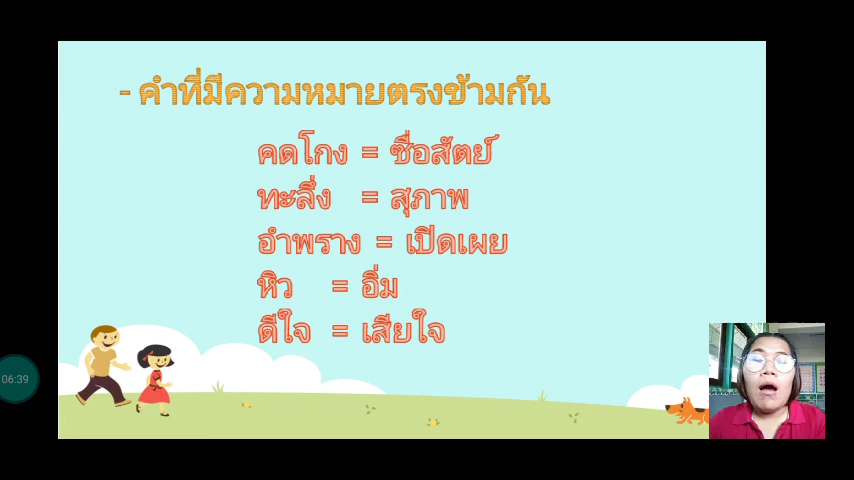 - คำที่มีความหมายตรงข้ามกัน
คดโกง = ซื่อสัตย์
ทะลึ่ง = สุภาพ
อำพราง = เปิดเผย
หิว = อิ่ม
ดีใจ = เสียใจ
06:39